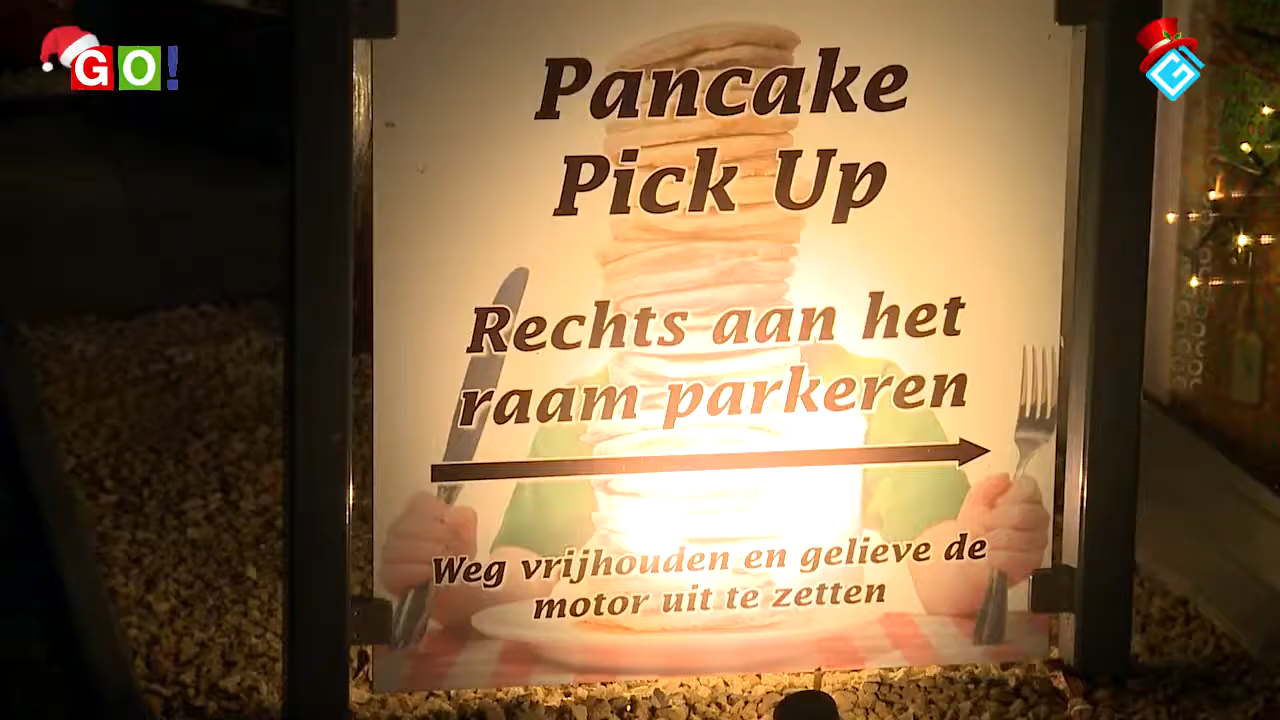 GO!
G
Pancake
Pick Up
Rechts aan het
raam parkeren
Weg vrijhouden en gelieve de
motor uit te zetten